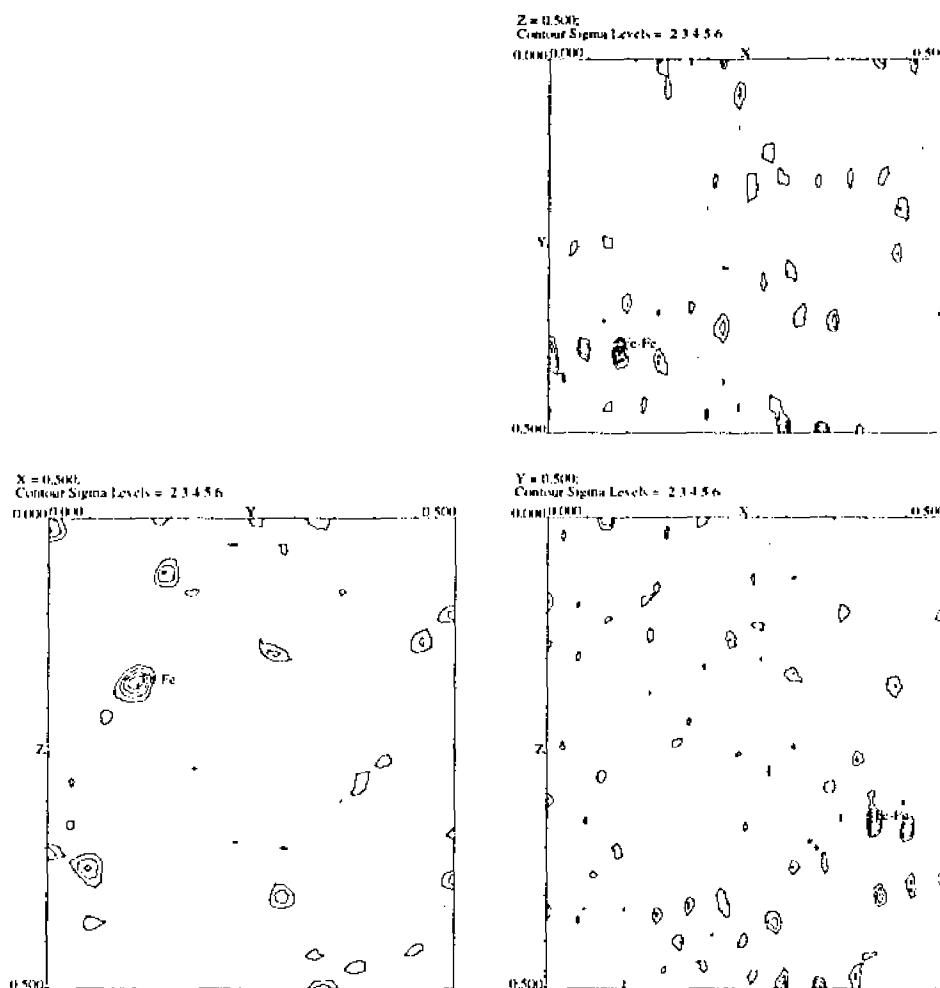 Z = 0.500;
Contour Sigma Levels = 2 3 4 5 6
0.000 0.000 X 0.50
Y
Fe-Fe
0.500
X = 0.500;
Contour Sigma Levels = 2 3 4 5 6
0.000 0.000 Y 0.500
Fe
Z
0.500
Y = 0.500;
Contour Sigma Levels = 2 3 4 5 6
0.000 0.000 X 0.500
Z
Fe-Fe
0.500